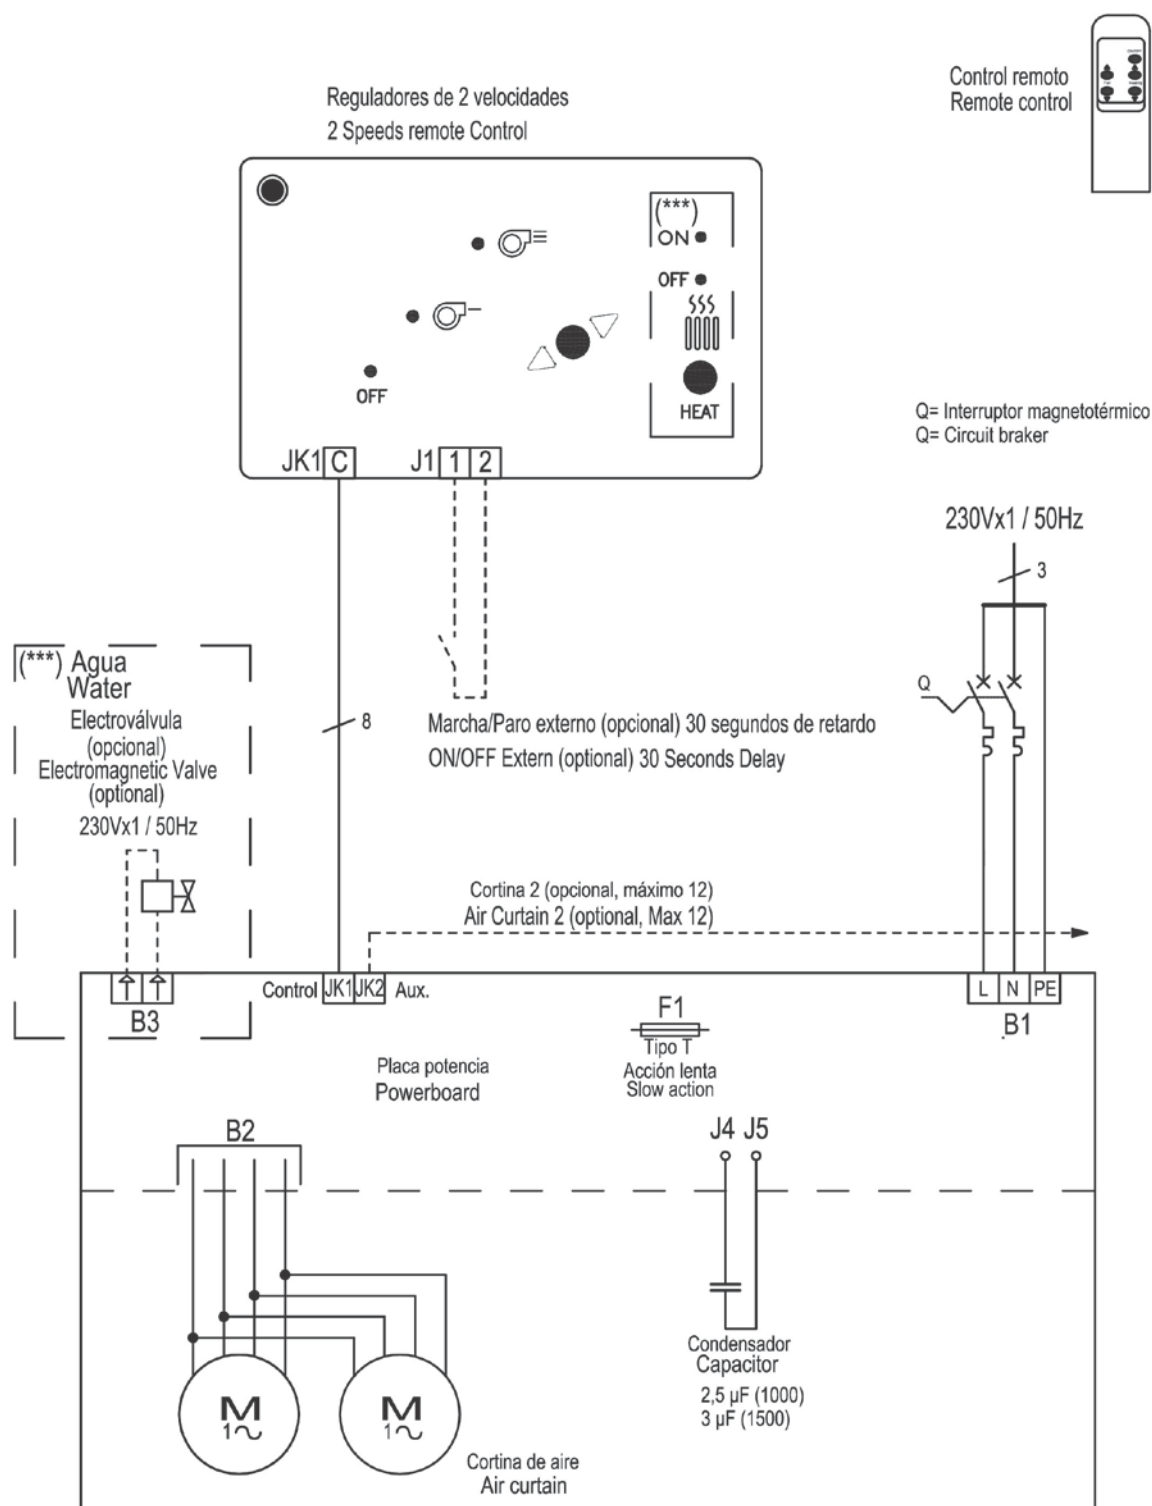 Control remoto
Remote control
Reguladores de 2 velocidades
2 Speeds remote Control
(***)
ON
OFF
OFF
HEAT
JK1 C
J1 1 2
Q= Interruptor magnetotérmico
Q= Circuit braker
230Vx1 / 50Hz
3
Q
(***) Agua
Water
Electroválvula
(opcional)
Electromagnetic Valve
(optional)
230Vx1 / 50Hz
8
Marcha/Paro externo (opcional) 30 segundos de retardo
ON/OFF Extern (optional) 30 Seconds Delay
Cortina 2 (opcional, máximo 12)
Air Curtain 2 (optional, Max 12)
Control JK1 JK2 Aux.
L N PE
B3
B1
F1
Tipo T
Acción lenta
Slow action
Placa potencia
Powerboard
B2
J4 J5
Condensador
Capacitor
2,5 µF (1000)
3 µF (1500)
M
1
M
1
Cortina de aire
Air curtain